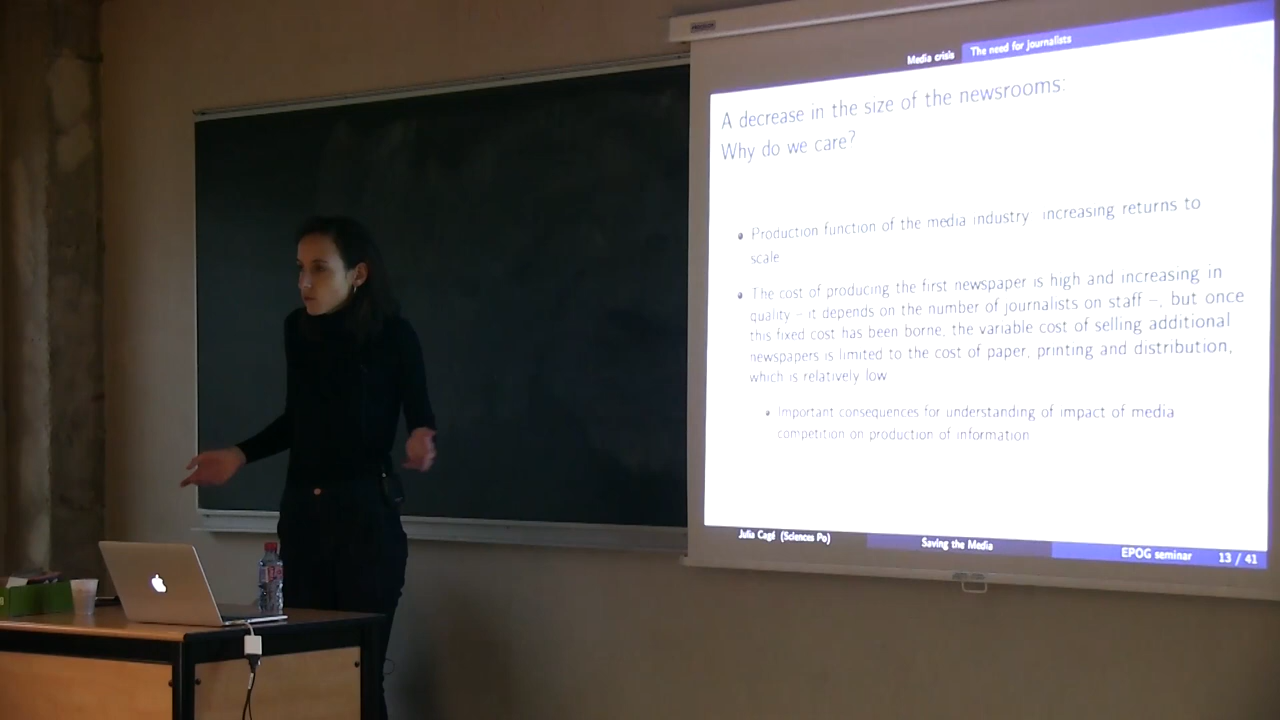 Media crisis
The need for journalists
A decrease in the size of the newsrooms:
Why do we care?
Production function of the media industry increasing returns to
scale
The cost of producing the first newspaper is high and increasing in
quality – it depends on the number of journalists on staff –, but once
this fixed cost has been borne, the variable cost of selling additional
newspapers is limited to the cost of paper, printing and distribution,
which is relatively low
Important consequences for understanding of impact of media
competition on production of information
Julia Cagé (Sciences Po)
Saving the Media
EPOG seminar
13 / 41